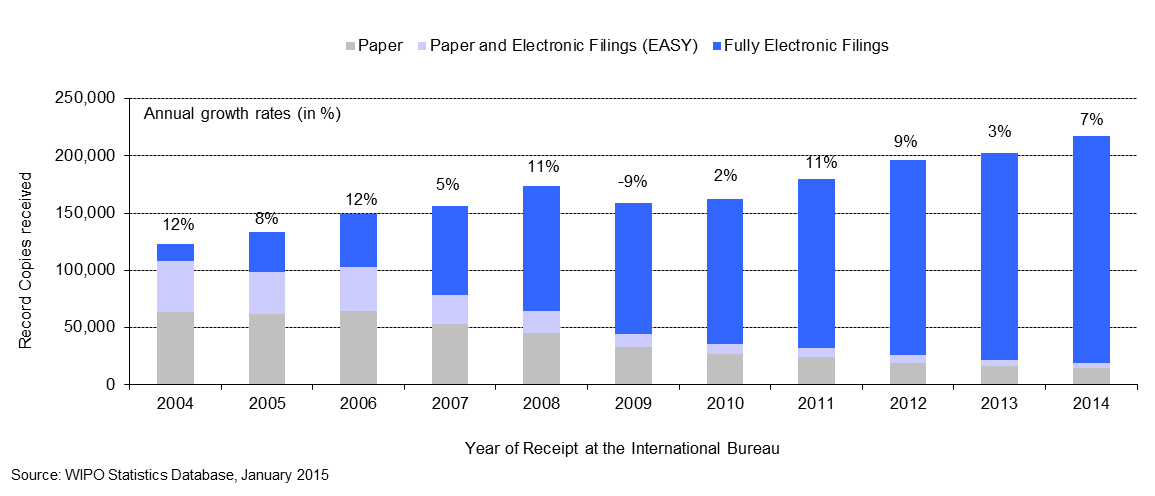 Paper Paper and Electronic Filings (EASY) Fully Electronic Filings
250,000
Annual growth rates (in %)
7%
3%
9%
200,000
11%
11%
2%
-9%
5%
12%
8%
12%
150,000
100,000
50,000
0
Record Copies received
2004 2005 2006 2007 2008 2009 2010 2011 2012 2013 2014
Year of Receipt at the International Bureau
Source: WIPO Statistics Database, January 2015